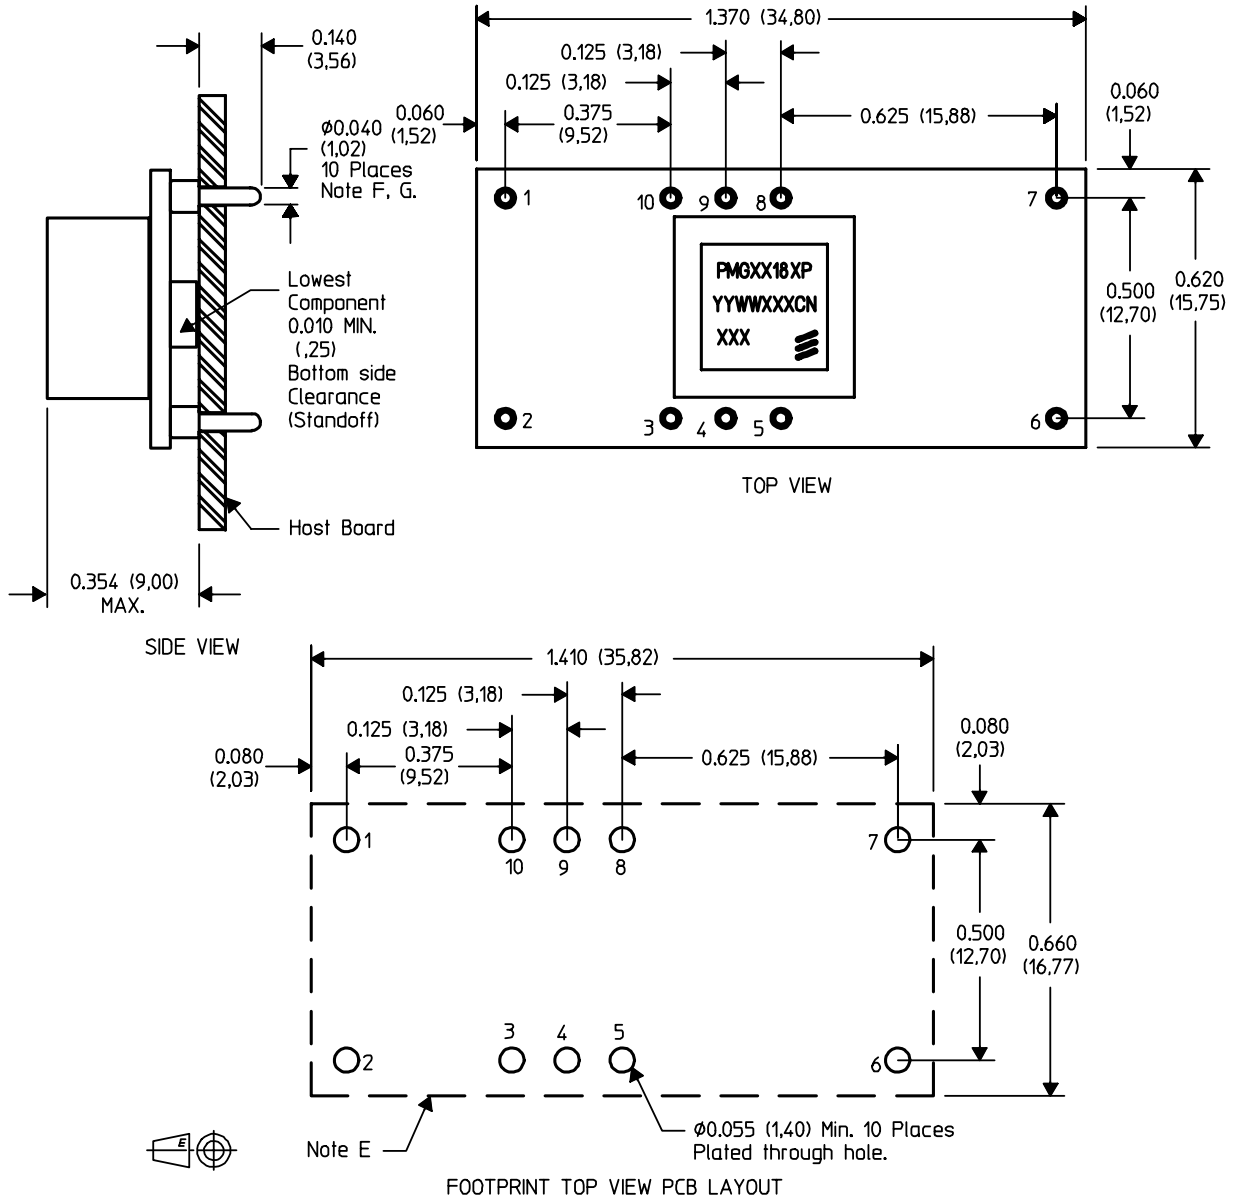 0.140
(3,56)
Ø0.040
(1,02)
10 Places
Note F, G.
Lowest
Component
0.010 MIN.
(,25)
Bottom side
Clearance
(Standoff)
Host Board
0.354 (9,00)
MAX.
SIDE VIEW
1.370 (34,80)
0.125 (3,18)
0.125 (3,18)
0.060
(1,52)
0.375
(9,52)
0.625 (15,88)
0.060
(1,52)
1
10
9
8
7
PMGXX18XP
YYWWXXXCN
XXX
0.500
(12,70)
0.620
(15,75)
2
3
4
5
6
TOP VIEW
1.410 (35,82)
0.125 (3,18)
0.125 (3,18)
0.080
(2,03)
0.375
(9,52)
0.625 (15,88)
0.080
(2,03)
1
10
9
8
7
0.500
(12,70)
0.660
(16,77)
2
3
4
5
6
E
Note E
Ø0.055 (1,40) Min. 10 Places
Plated through hole.
FOOTPRINT TOP VIEW PCB LAYOUT